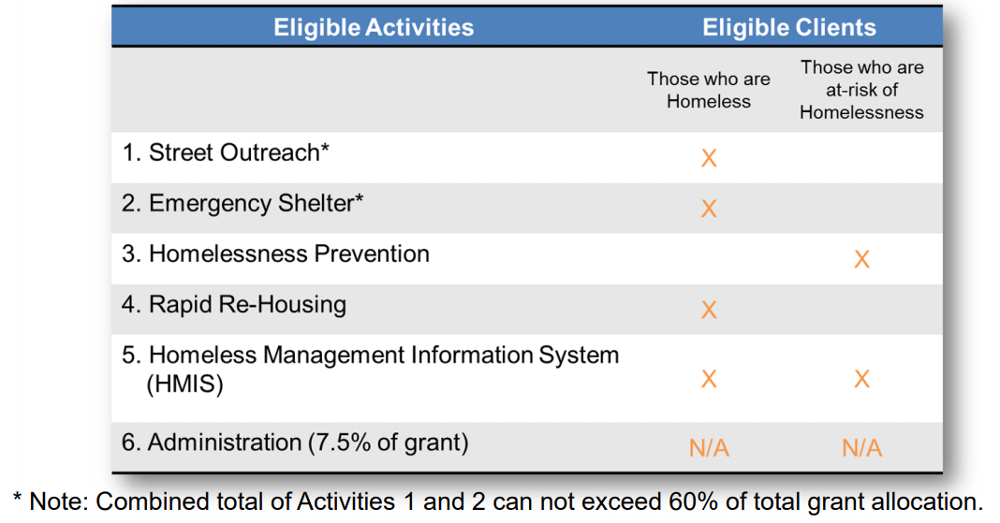 Eligible Activities Eligible Clients
Those who are Homeless Those who are at-risk of Homelessness
1. Street Outreach* X
2. Emergency Shelter* X
3. Homelessness Prevention X
4. Rapid Re-Housing X
5. Homeless Management Information System
(HMIS) X X
6. Administration (7.5% of grant) N/A N/A
* Note: Combined total of Activities 1 and 2 can not exceed 60% of total grant allocation.